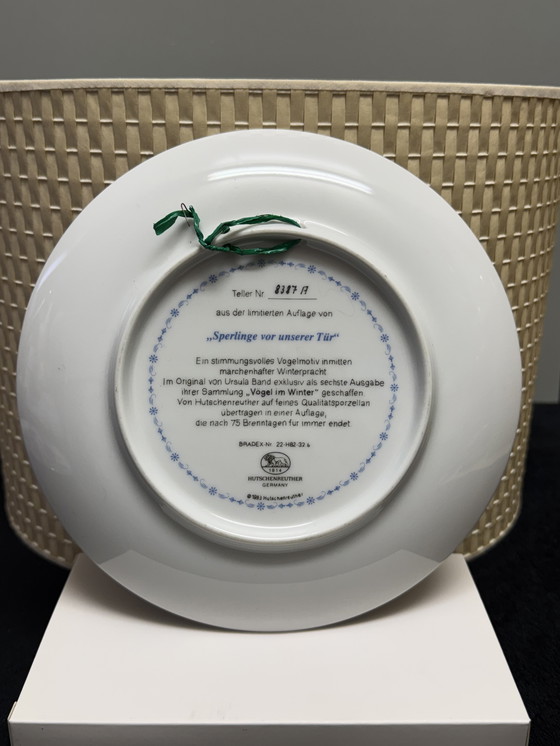 Teller Nr. 8387 A
aus der limitierten Auflage von
„Sperlinge vor unserer Tür“
Ein stimmungsvolles Vogelmotiv inmitten
märchenhafter Winterpracht
Im Original von Ursula Band exklusiv als sechste Ausgabe
ihrer Sammlung „Vögel im Winter“ geschaffen
Von Hutschenreuther auf feines Qualitätsporzellan
übertragen in einer Auflage,
die nach 75 Brenntagen für immer endet
BRADEX-Nr. 22-H82-32.6
1814
HUTSCHENREUTHER
GERMANY
Hutschenreuther